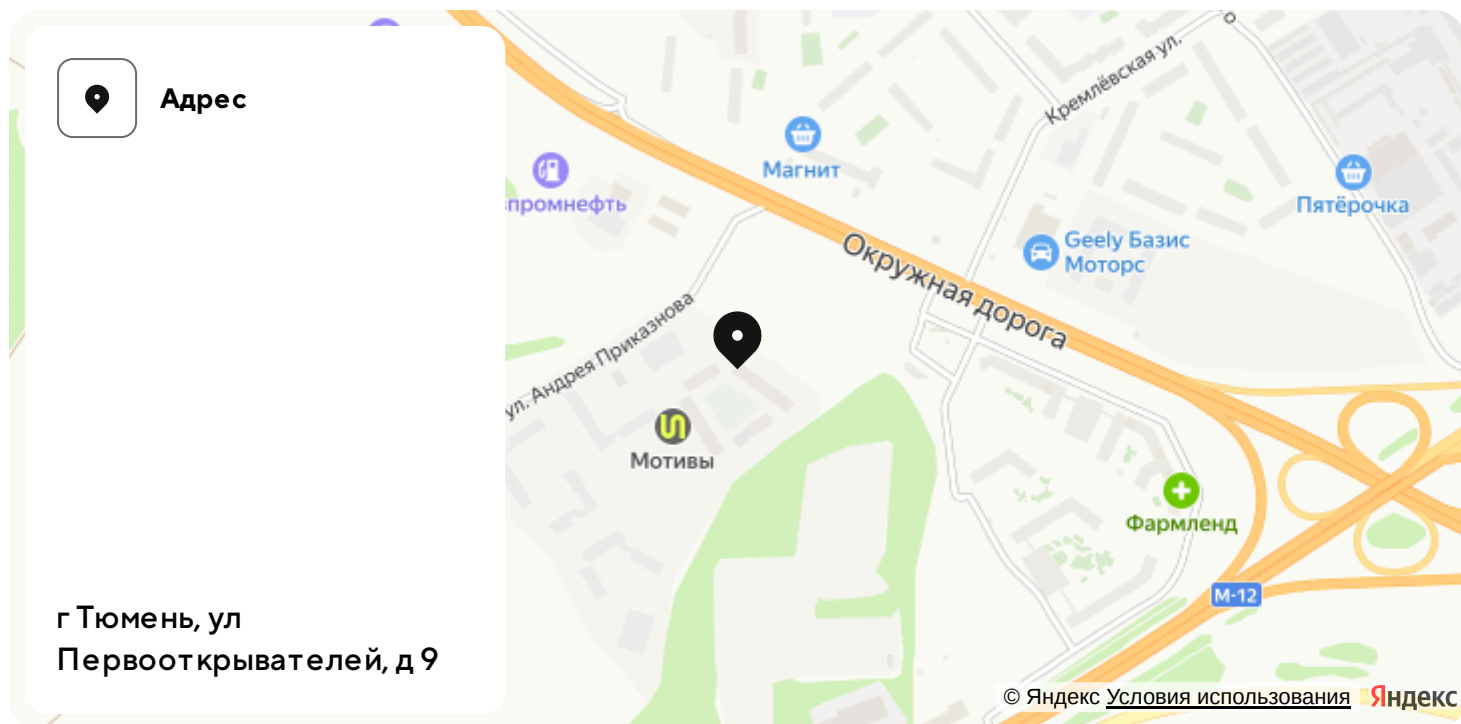 Адрес
г Тюмень, ул
Первооткрывателей, д 9
Кремлёвская ул.
Магнит
Пятёрочка
Geely Базис
Моторс
Окружная дорога
ул. Андрея Приказнова
Мотивы
Фармленд
М-12
© Яндекс Условия использования Яндекс